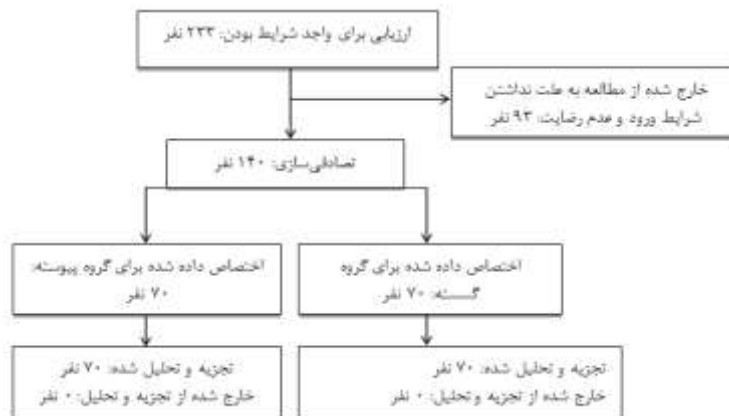 ارزیابی برای واجد شرایط بودن: ۲۳۳ نفر
خارج شده از مطالعه به علت نداشتن
شرایط ورود و عدم رضایت: ۹۳ نفر
تصادفی‌سازی: ۱۴۰ نفر
اختصاص داده شده برای گروه پیوسته:
۷۰ نفر
اختصاص داده شده برای گروه
گسـسته: ۷۰ نفر
تجزیه و تحلیل شده: ۷۰ نفر
خارج شده از تجزیه و تحلیل: ۰ نفر
تجزیه و تحلیل شده: ۷۰ نفر
خارج شده از تجزیه وتحلیل: ۰ نفر